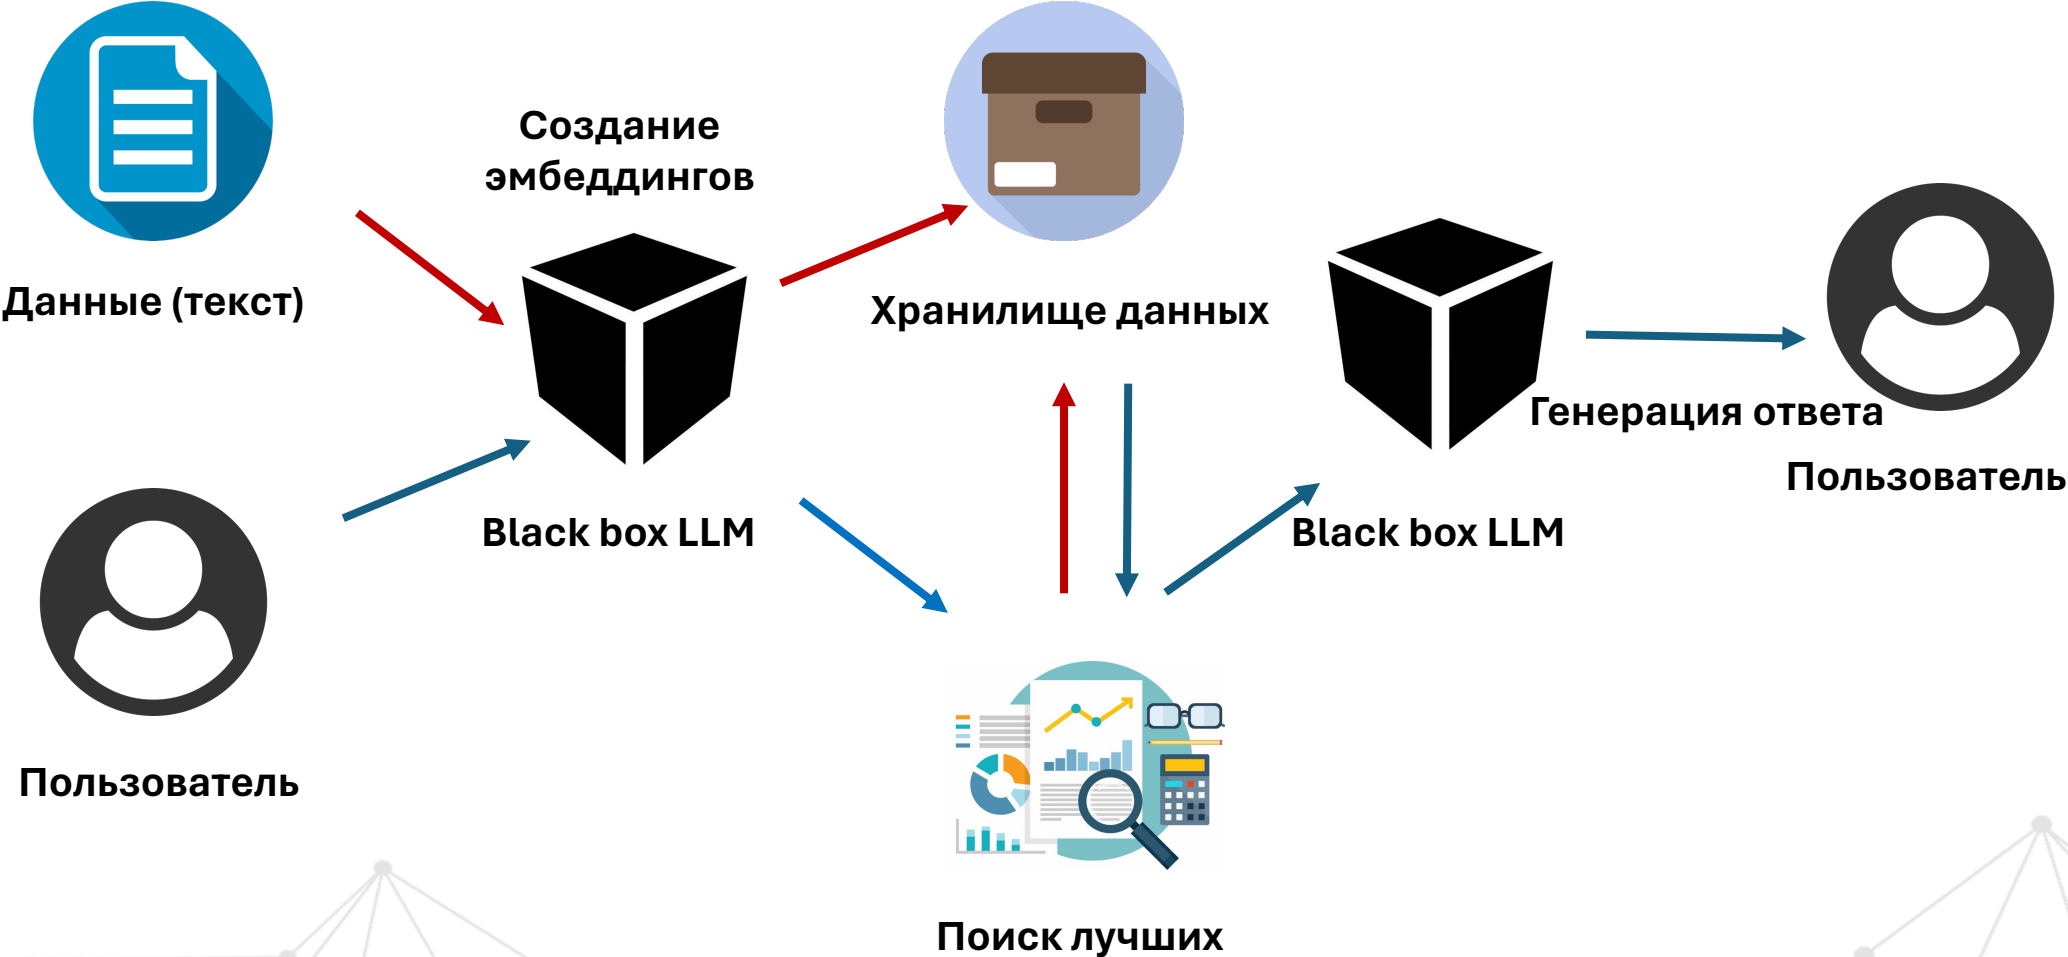 Создание
эмбеддингов
Данные (текст)
Хранилище данных
Генерация ответа
Пользователь
Black box LLM
Black box LLM
Пользователь
Поиск лучших